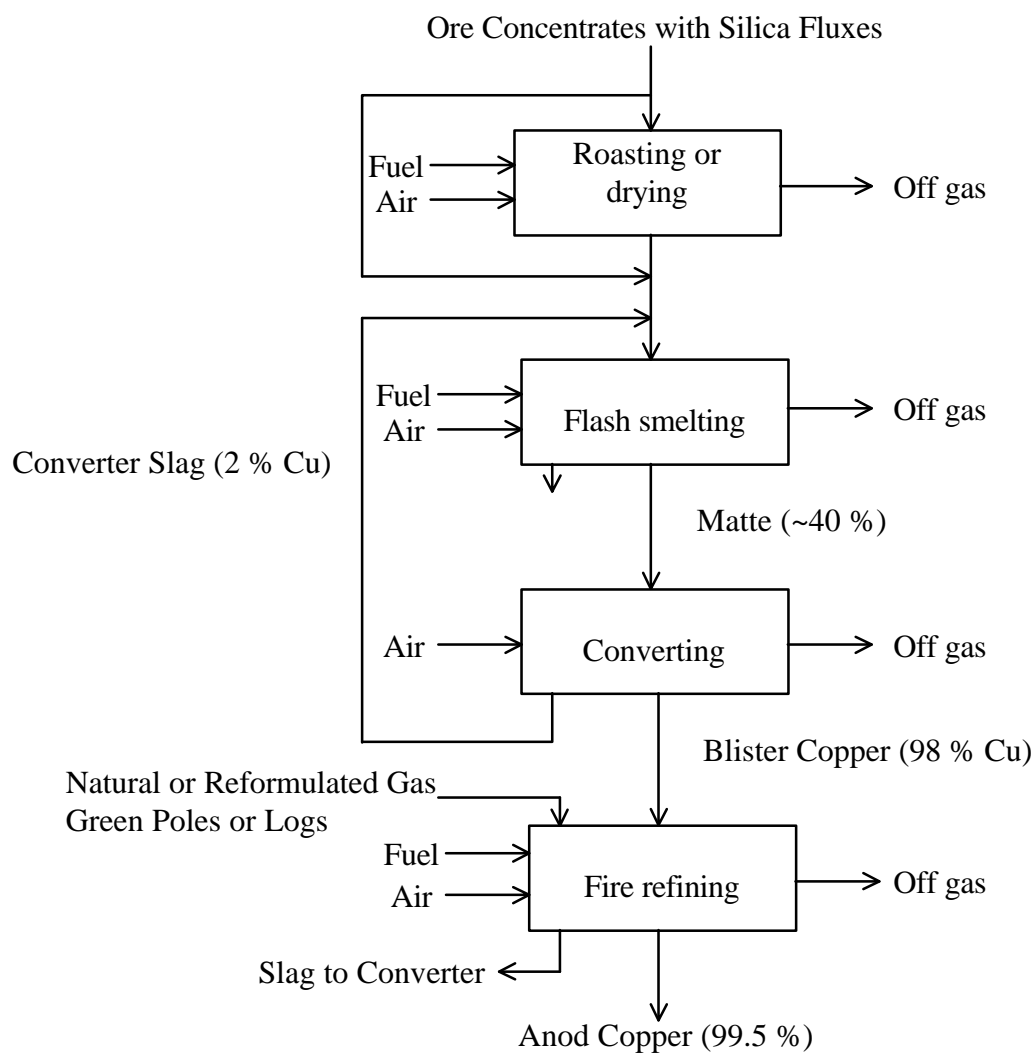 Ore Concentrates with Silica Fluxes
Roasting or
drying
Fuel
Air
Off gas
Fuel
Air
Flash smelting
Off gas
Converter Slag (2 % Cu)
Matte (~40 %)
Air
Converting
Off gas
Blister Copper (98 % Cu)
Natural or Reformulated Gas
Green Poles or Logs
Fuel
Air
Fire refining
Off gas
Slag to Converter
Anod Copper (99.5 %)